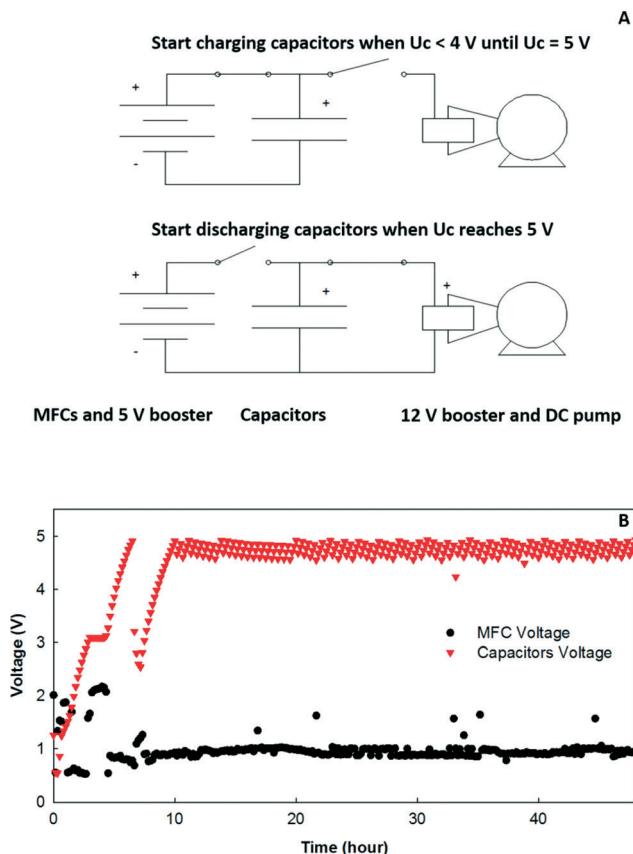 A
Start charging capacitors when Uc < 4 V until Uc = 5 V
+
+
-
Start discharging capacitors when Uc reaches 5 V
+
+
+
-
MFCs and 5 V booster Capacitors 12 V booster and DC pump
B
5
4
3
2
1
0
Voltage (V)
MFC Voltage
Capacitors Voltage
0 10 20 30 40
Time (hour)